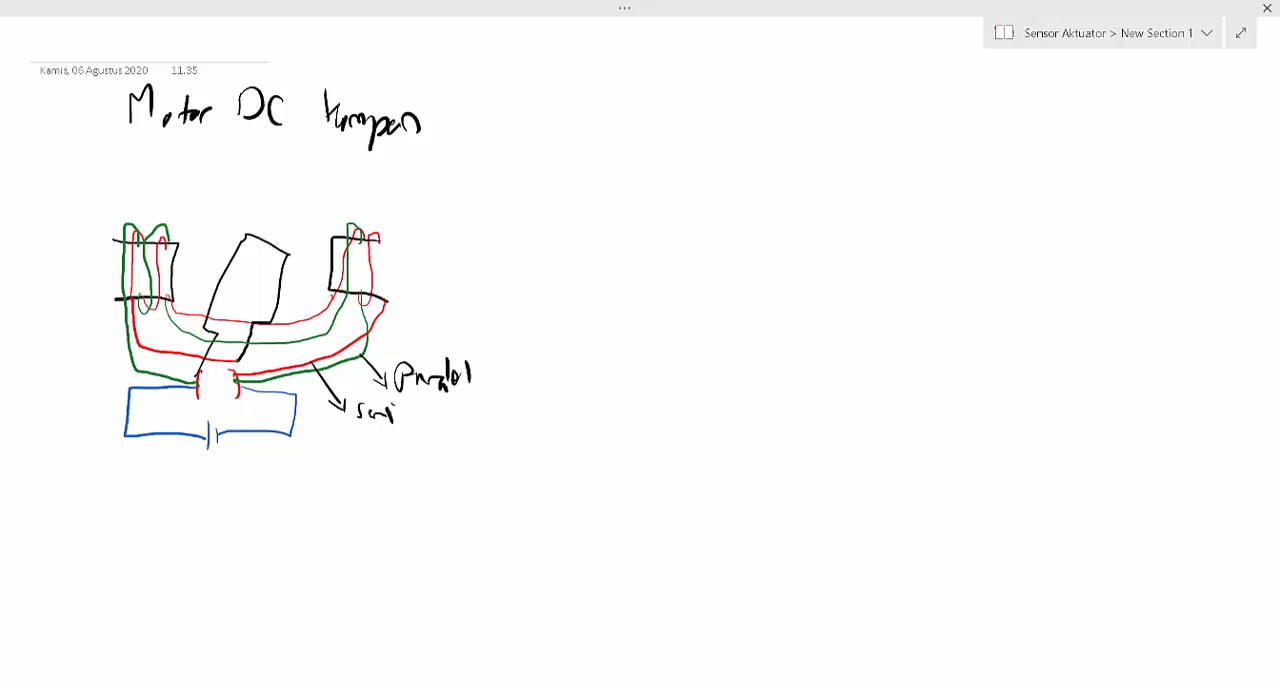 Sensor Aktuator > New Section 1
Kamis, 06 Agustus 2020 11.35
Motor DC Kompon
Paralel
Seri